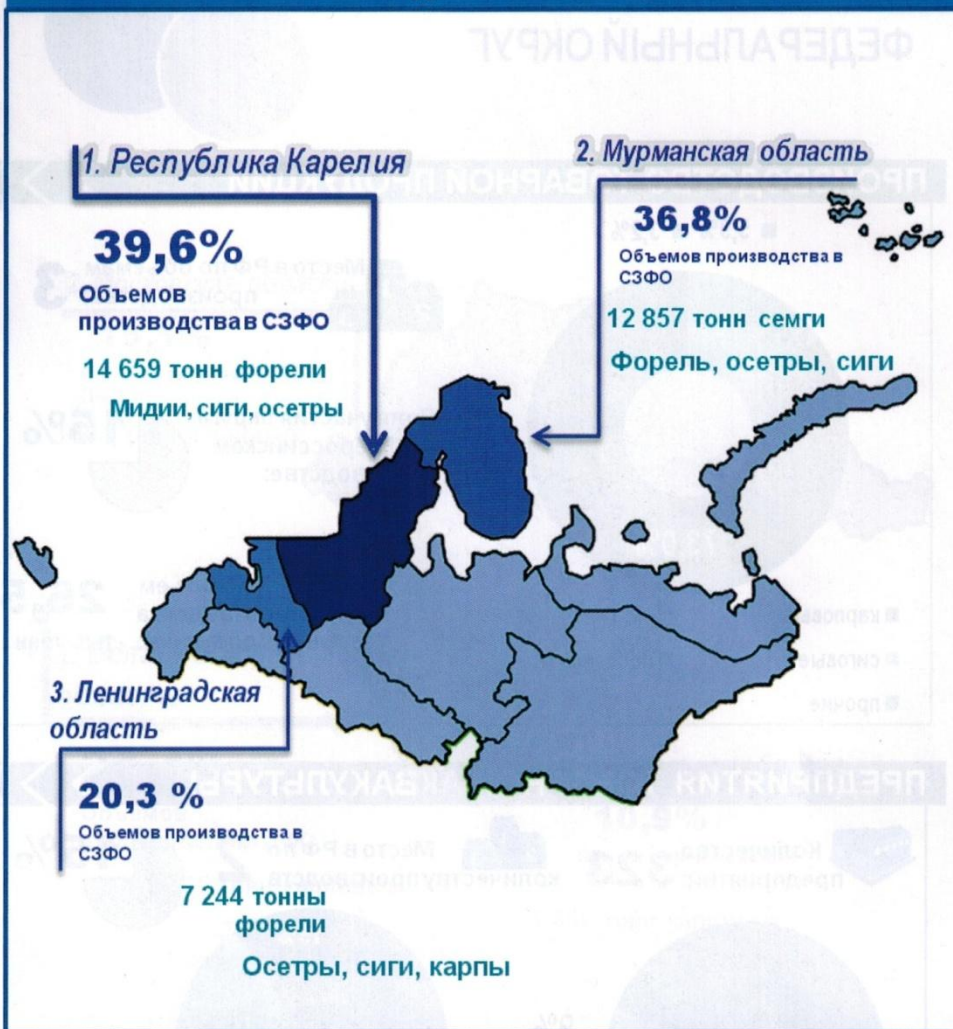 1. Республика Карелия
39,6%
Объемов
производства в СЗФО
14 659 тонн форели
Мидии, сиги, осетры
2. Мурманская область
36,8%
Объемов производства в
СЗФО
12 857 тонн семги
Форель, осетры, сиги
3. Ленинградская
область
20,3 %
Объемов производства в
СЗФО
7 244 тонны
форели
Осетры, сиги, карпы